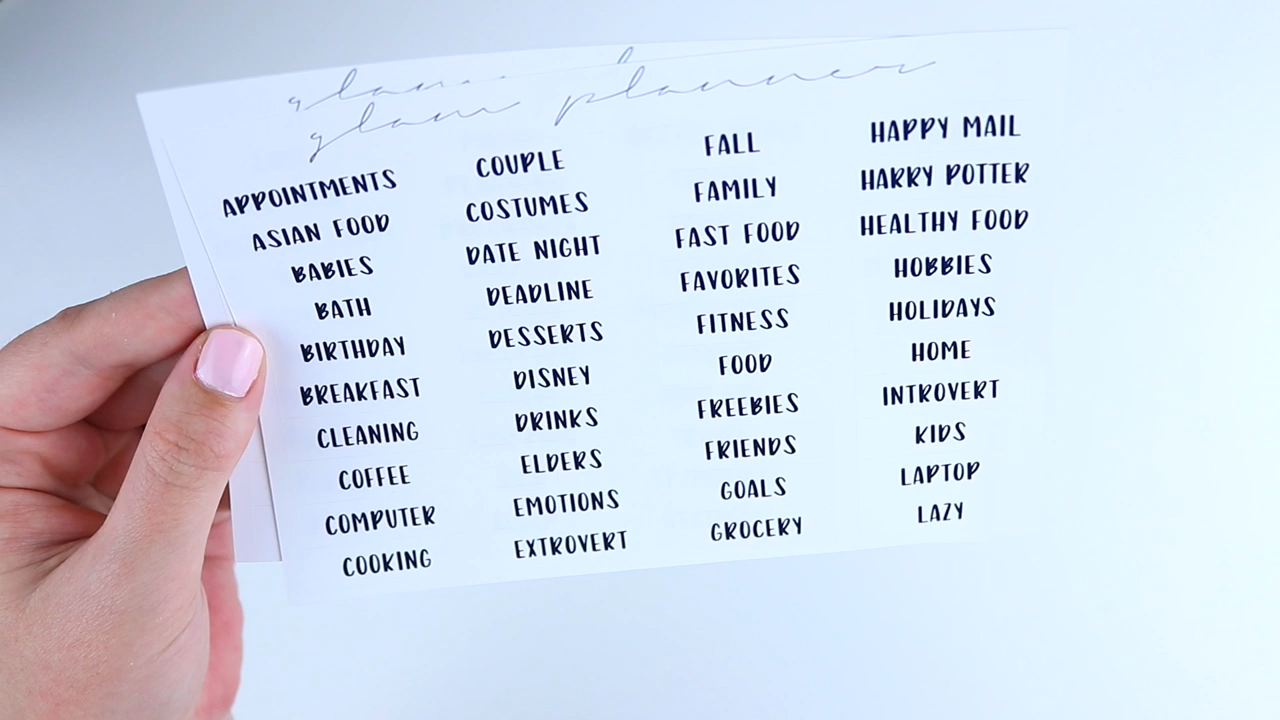 glam
glam planner
APPOINTMENTS
ASIAN FOOD
BABIES
BATH
BIRTHDAY
BREAKFAST
CLEANING
COFFEE
COMPUTER
COOKING
COUPLE
COSTUMES
DATE NIGHT
DEADLINE
DESSERTS
DISNEY
DRINKS
ELDERS
EMOTIONS
EXTROVERT
FALL
FAMILY
FAST FOOD
FAVORITES
FITNESS
FOOD
FREEBIES
FRIENDS
GOALS
GROCERY
HAPPY MAIL
HARRY POTTER
HEALTHY FOOD
HOBBIES
HOLIDAYS
HOME
INTROVERT
KIDS
LAPTOP
LAZY